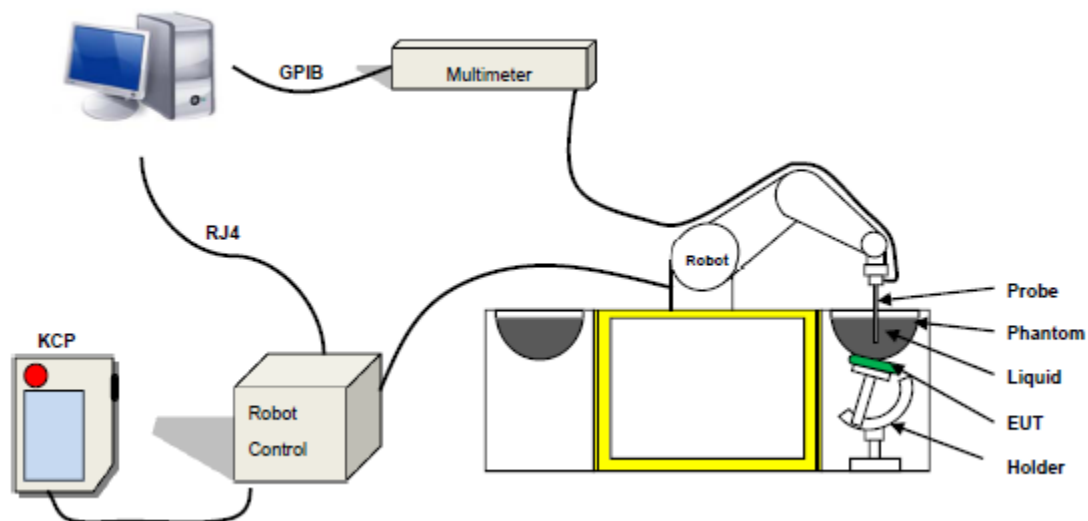 GPIB
Multimeter
RJ4
Robot
Probe
Phantom
KCP
Liquid
Robot
Control
EUT
Holder